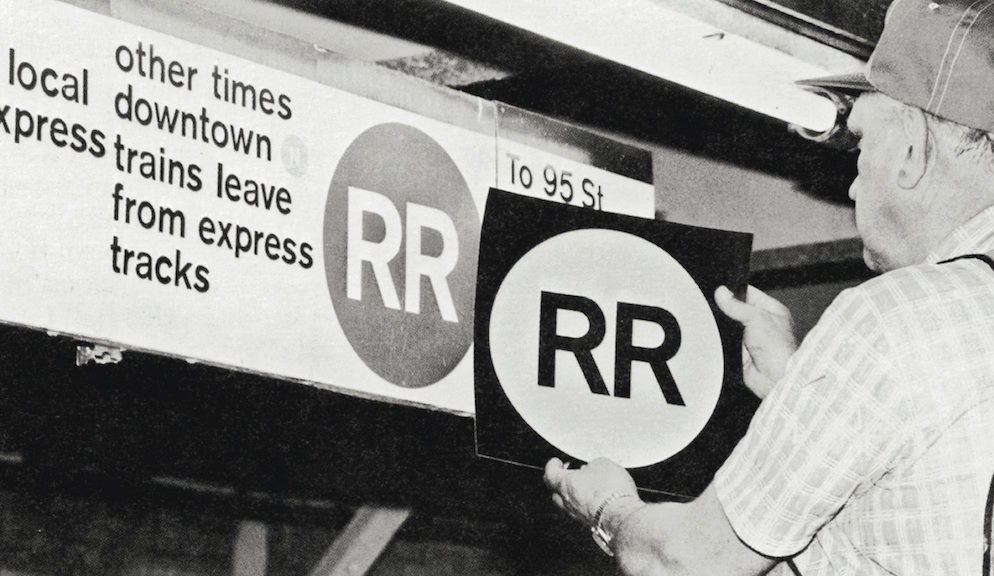 local
xpress
other times
downtown N
trains leave
from express
tracks
RR
To 95 St
RR